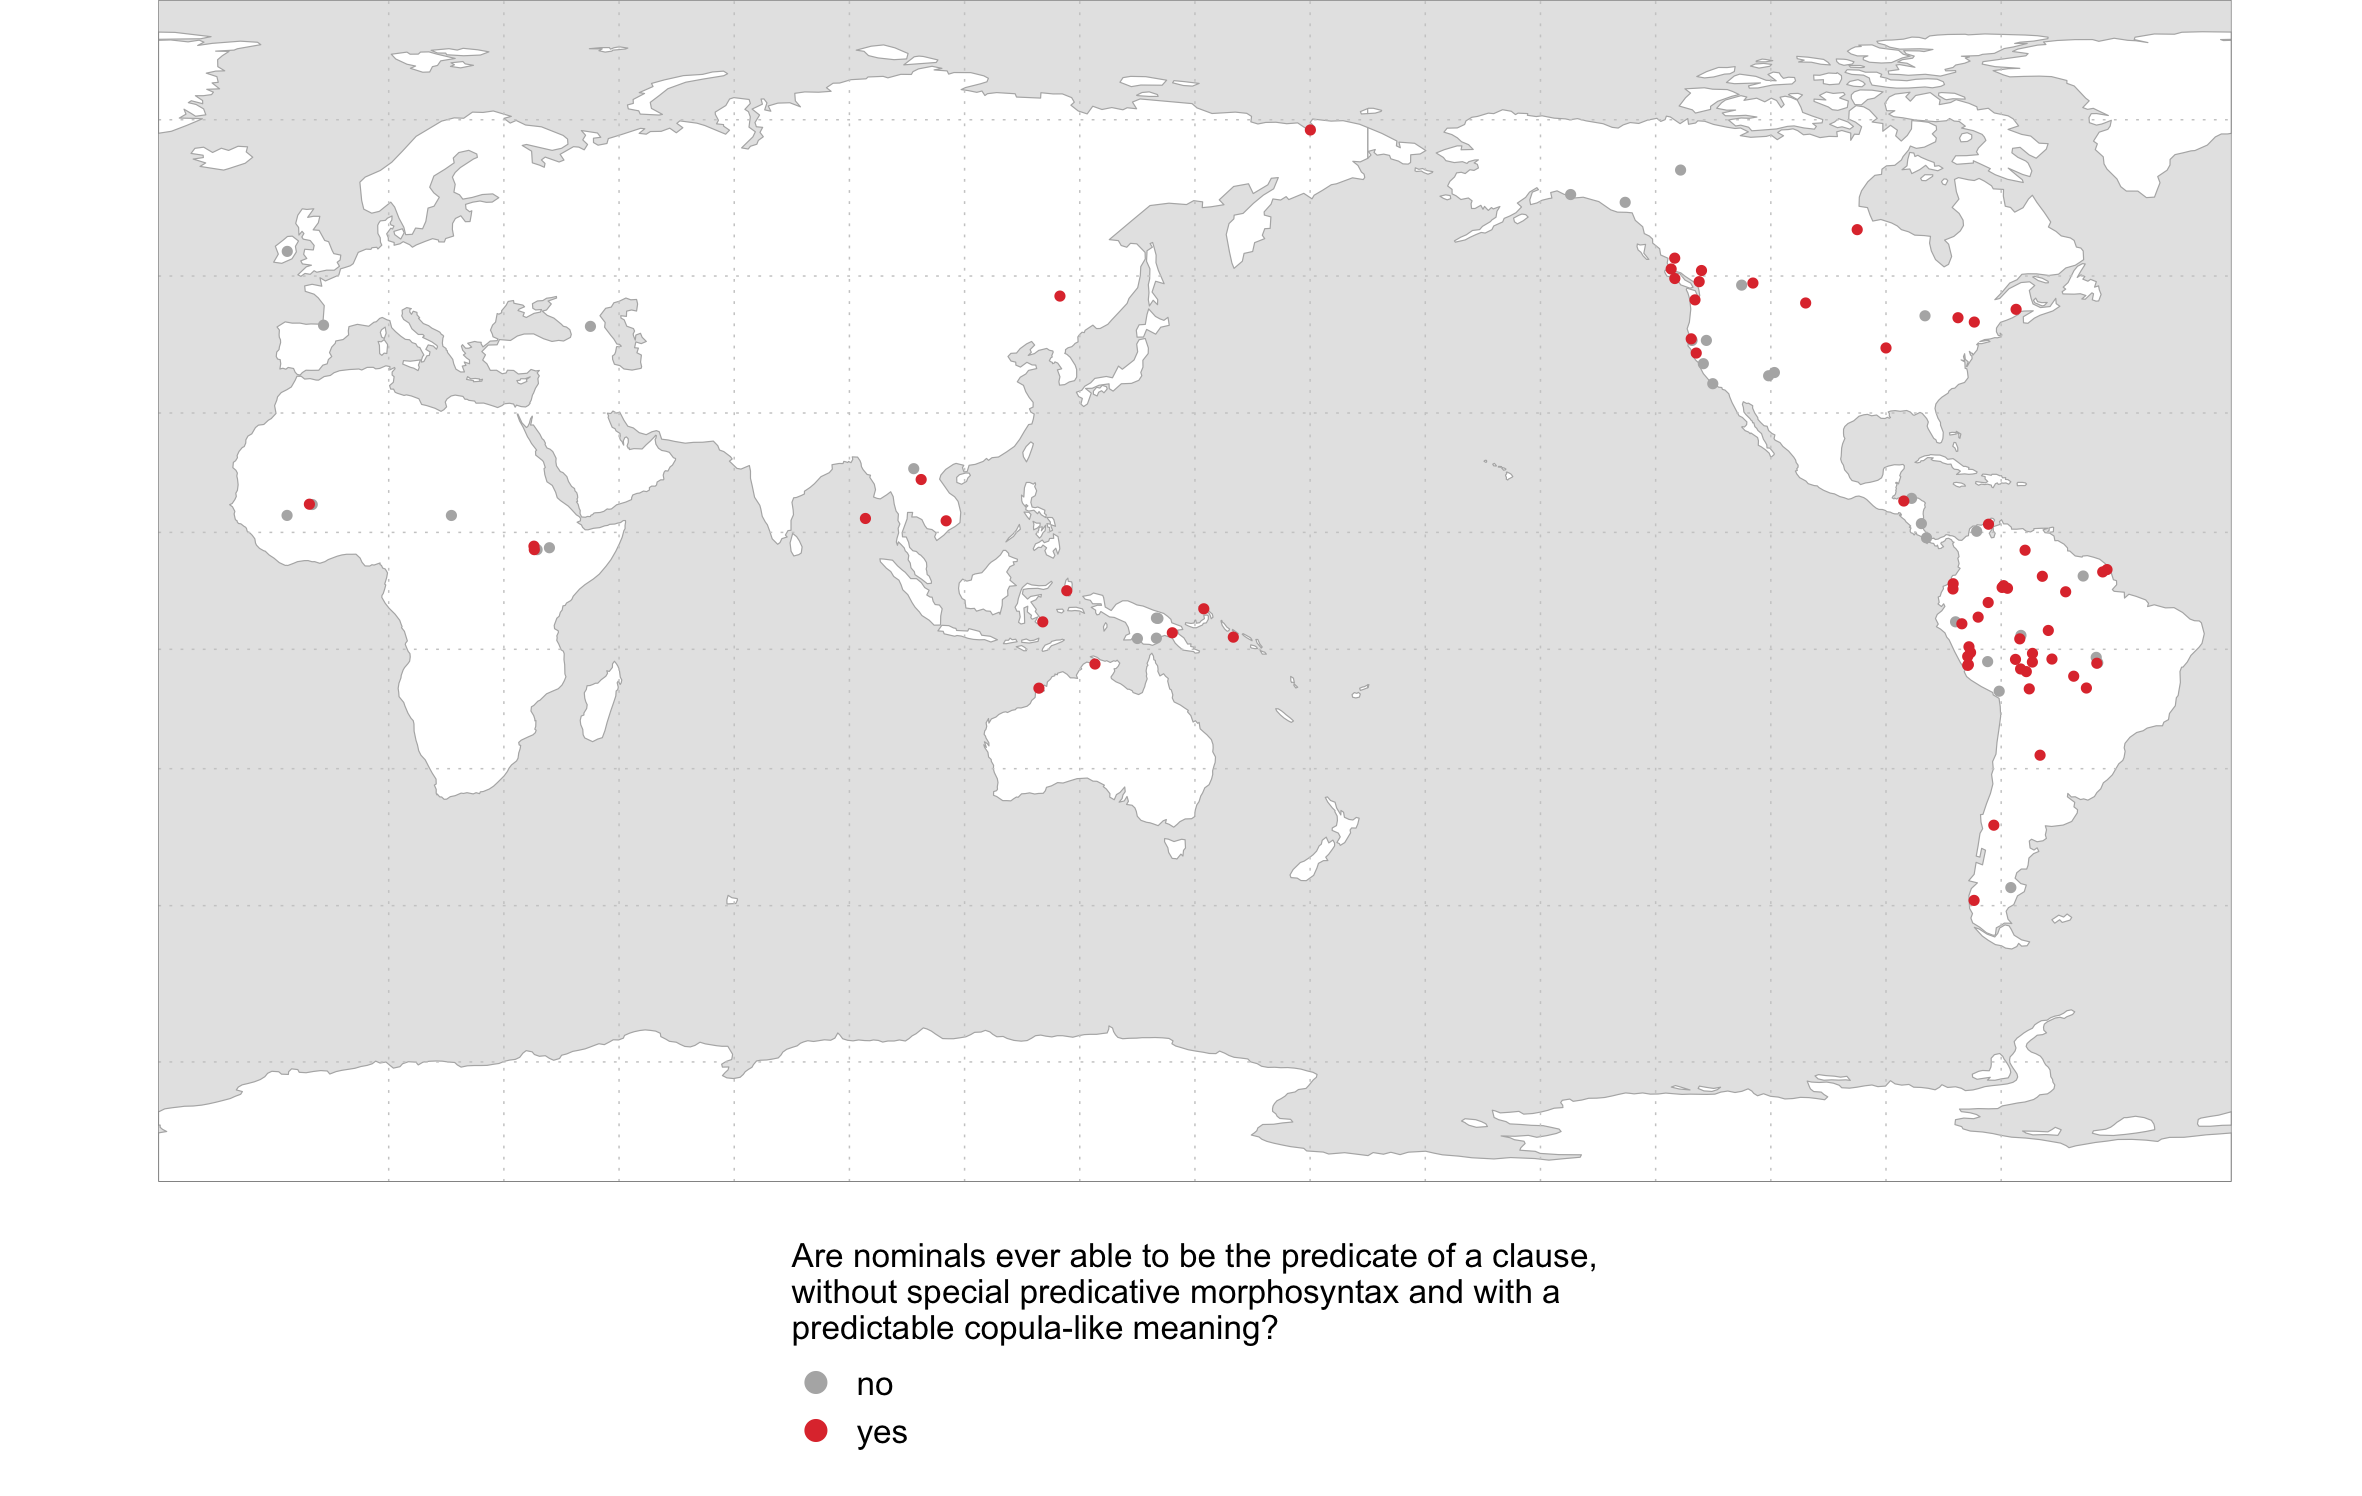 Are nominals ever able to be the predicate of a clause,
without special predicative morphosyntax and with a
predictable copula-like meaning?
no
yes